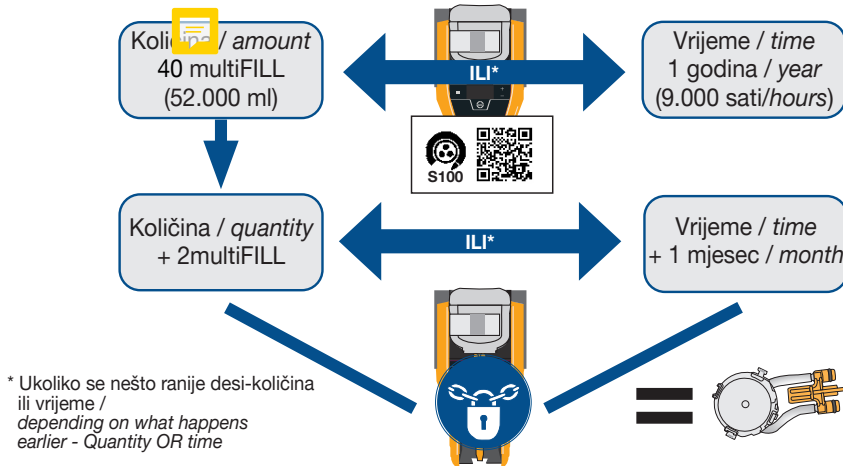 Količina / amount
40 multiFILL
(52.000 ml)
ILI*
Vrijeme / time
1 godina / year
(9.000 sati/hours)
S100
Količina / quantity
+ 2multiFILL
ILI*
Vrijeme / time
+ 1 mjesec / month
* Ukoliko se nešto ranije desi-količina
ili vrijeme /
depending on what happens
earlier - Quantity OR time